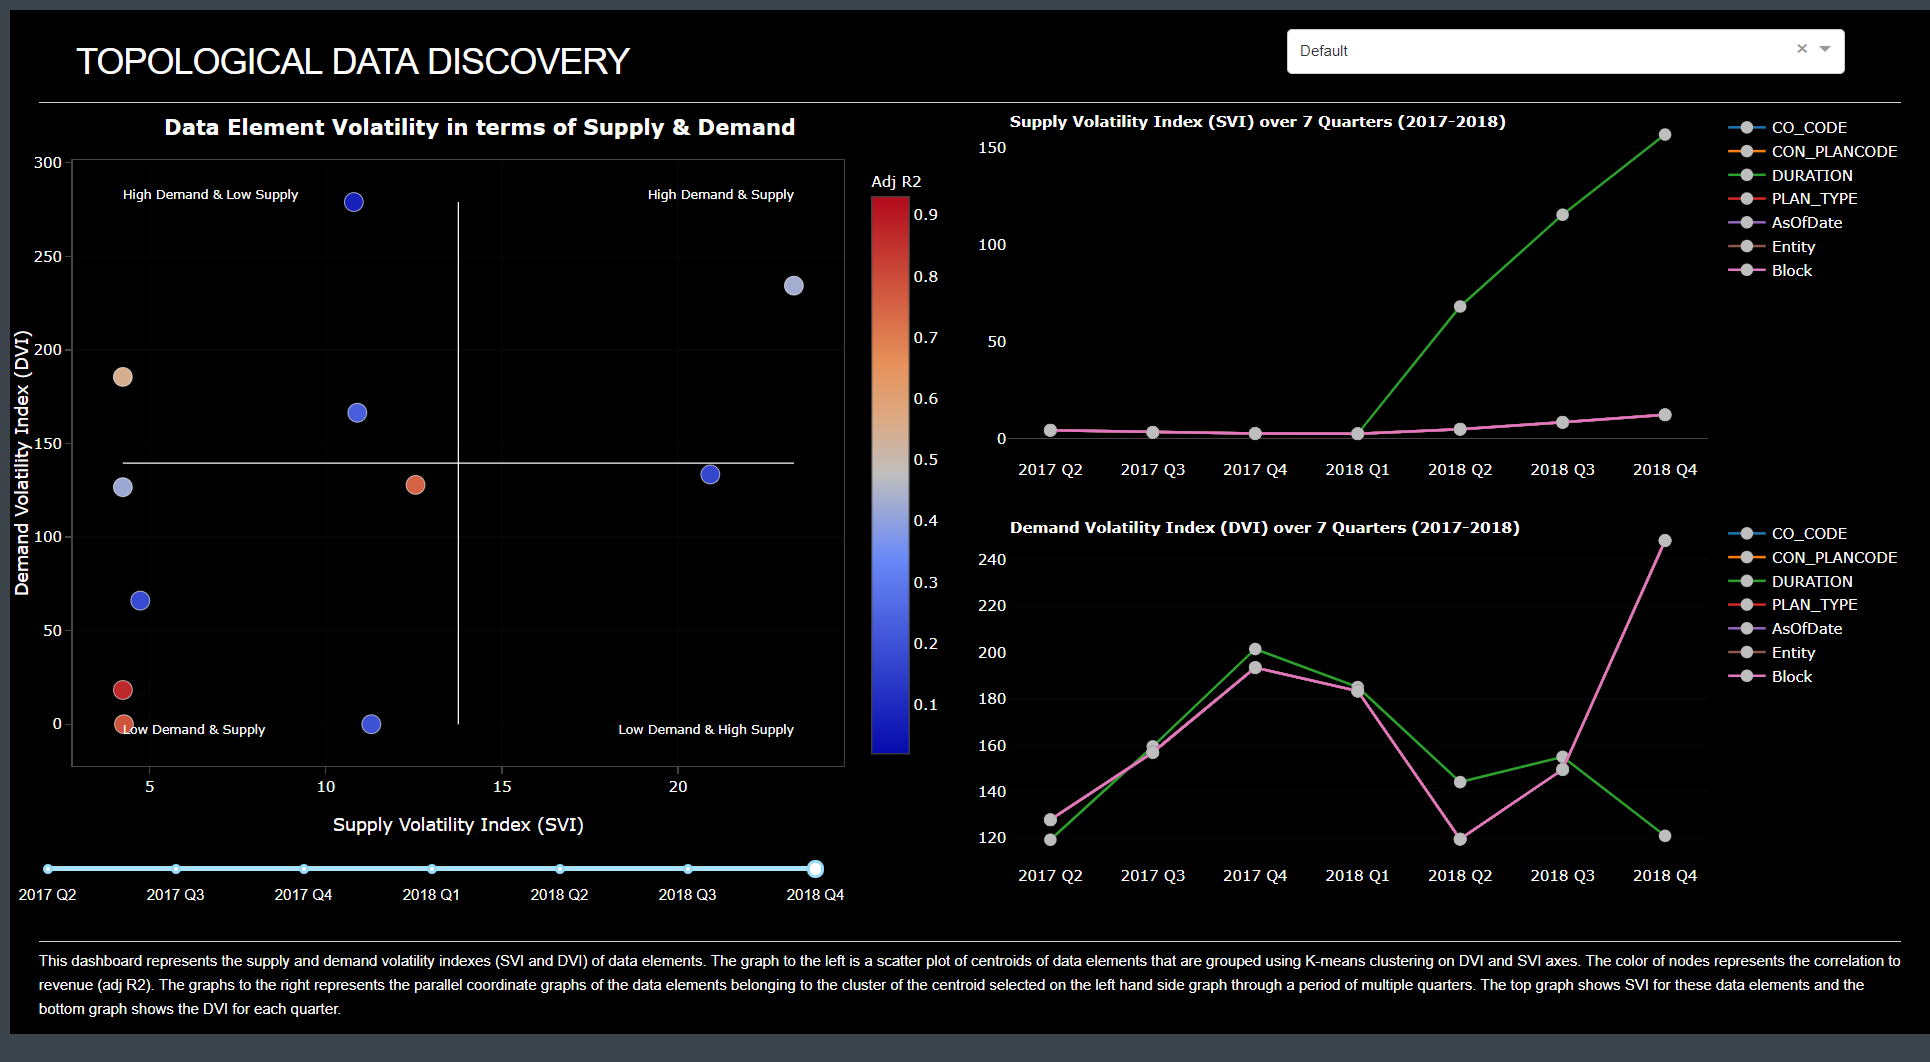 TOPOLOGICAL DATA DISCOVERY
Default
Data Element Volatility in terms of Supply & Demand
300
250
200
150
100
50
0
Demand Volatility Index (DVI)
High Demand & Low Supply
High Demand & Supply
Low Demand & Supply
Low Demand & High Supply
5
10
15
20
Supply Volatility Index (SVI)
Adj R2
0.9
0.8
0.7
0.6
0.5
0.4
0.3
0.2
0.1
2017 Q2
2017 Q3
2017 Q4
2018 Q1
2018 Q2
2018 Q3
2018 Q4
Supply Volatility Index (SVI) over 7 Quarters (2017-2018)
150
100
50
0
2017 Q2
2017 Q3
2017 Q4
2018 Q1
2018 Q2
2018 Q3
2018 Q4
CO_CODE
CON_PLANCODE
DURATION
PLAN_TYPE
AsOfDate
Entity
Block
Demand Volatility Index (DVI) over 7 Quarters (2017-2018)
240
220
200
180
160
140
120
2017 Q2
2017 Q3
2017 Q4
2018 Q1
2018 Q2
2018 Q3
2018 Q4
CO_CODE
CON_PLANCODE
DURATION
PLAN_TYPE
AsOfDate
Entity
Block
This dashboard represents the supply and demand volatility indexes (SVI and DVI) of data elements. The graph to the left is a scatter plot of centroids of data elements that are grouped using K-means clustering on DVI and SVI axes. The color of nodes represents the correlation to
revenue (adj R2). The graphs to the right represents the parallel coordinate graphs of the data elements belonging to the cluster of the centroid selected on the left hand side graph through a period of multiple quarters. The top graph shows SVI for these data elements and the
bottom graph shows the DVI for each quarter.